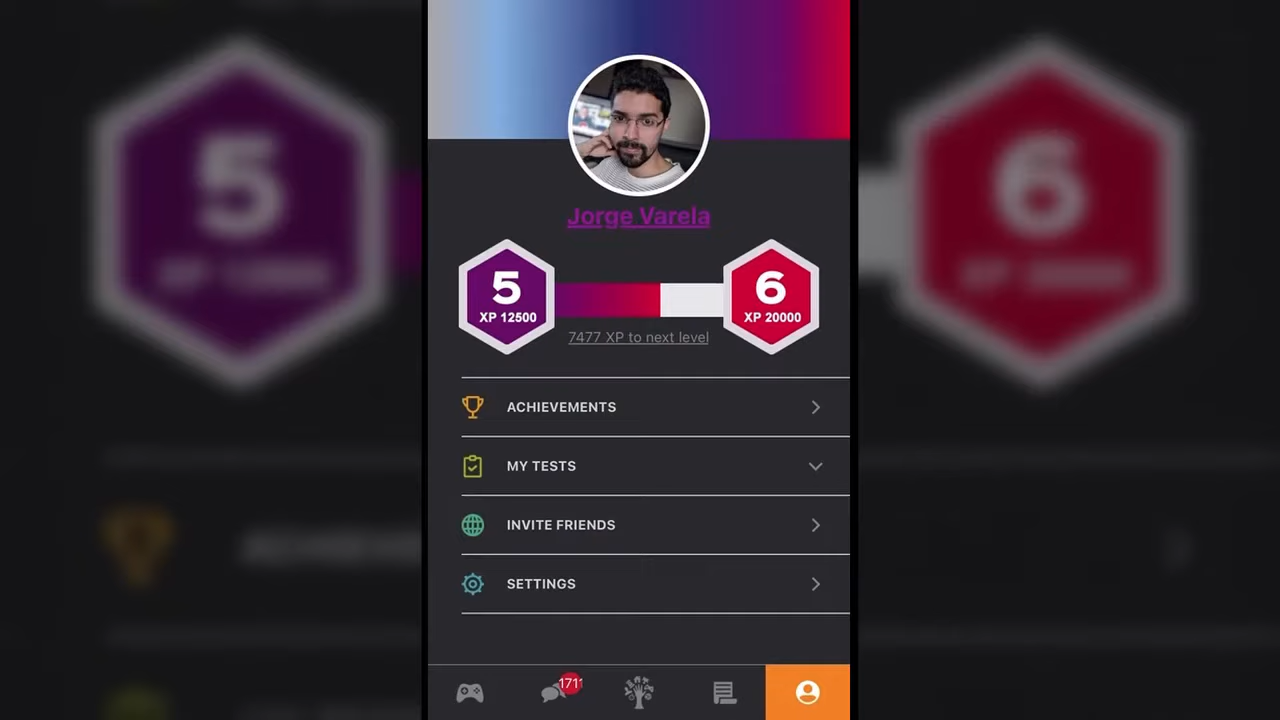 Jorge Varela
5
XP 12500
6
XP 20000
7477 XP to next level
ACHIEVEMENTS
MY TESTS
INVITE FRIENDS
SETTINGS
1711